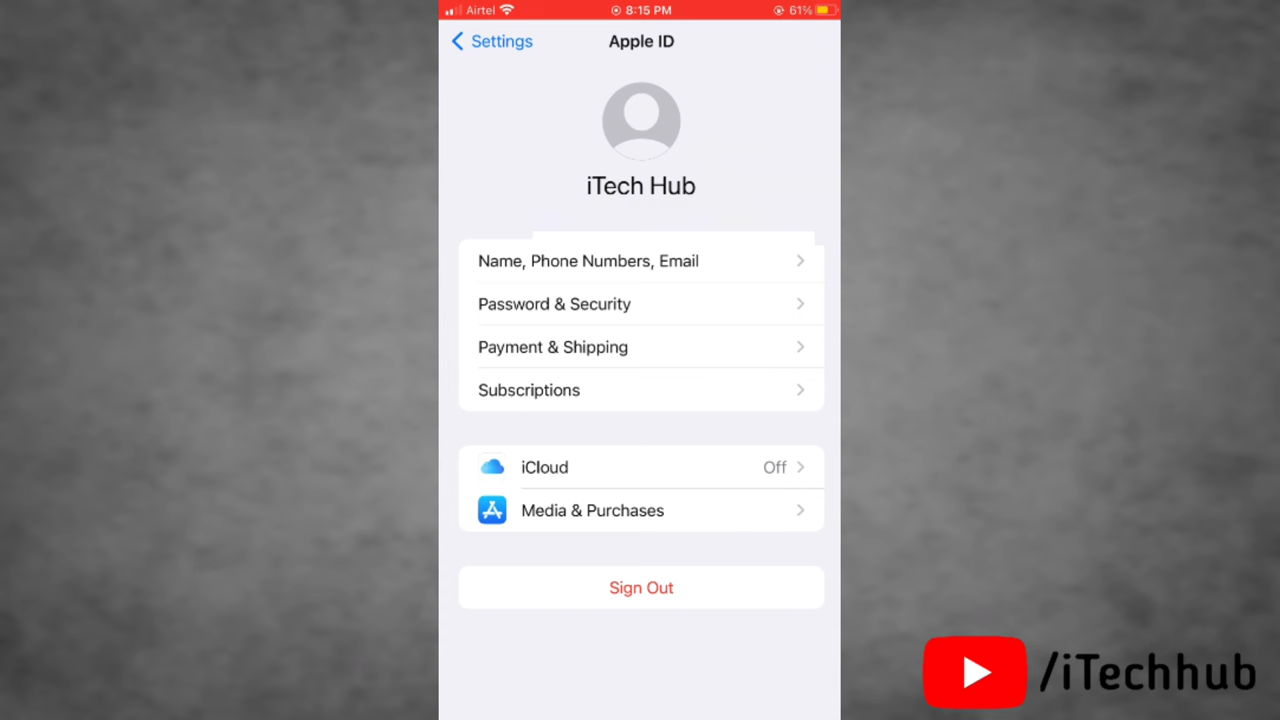 Airtel 8:15 PM 61%
Settings Apple ID
iTech Hub
Name, Phone Numbers, Email
Password & Security
Payment & Shipping
Subscriptions
iCloud Off
Media & Purchases
Sign Out
/iTechhub